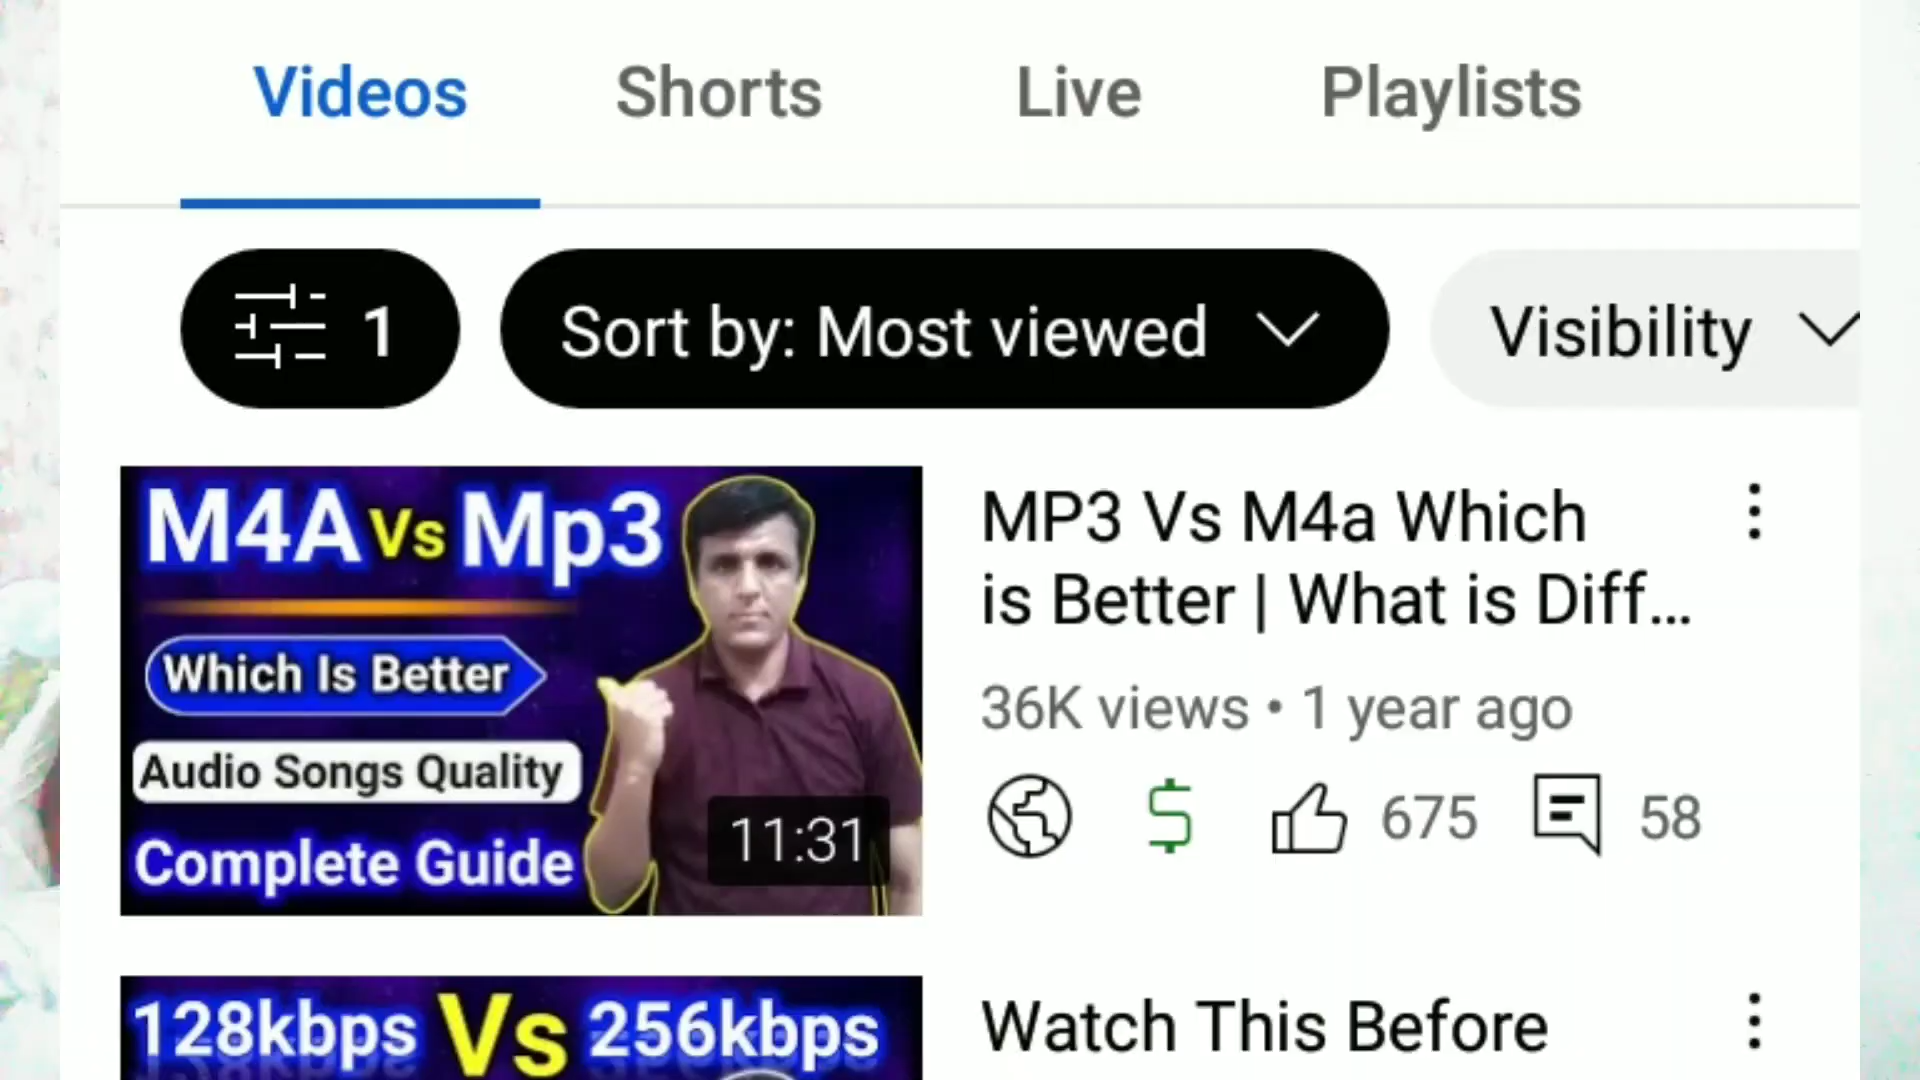 Videos Shorts Live Playlists
1 Sort by: Most viewed Visibility
M4A Vs Mp3
Which Is Better
Audio Songs Quality
Complete Guide
11:31
MP3 Vs M4a Which
is Better | What is Diff...
36K views • 1 year ago
675 58
128kbps Vs 256kbps
Watch This Before